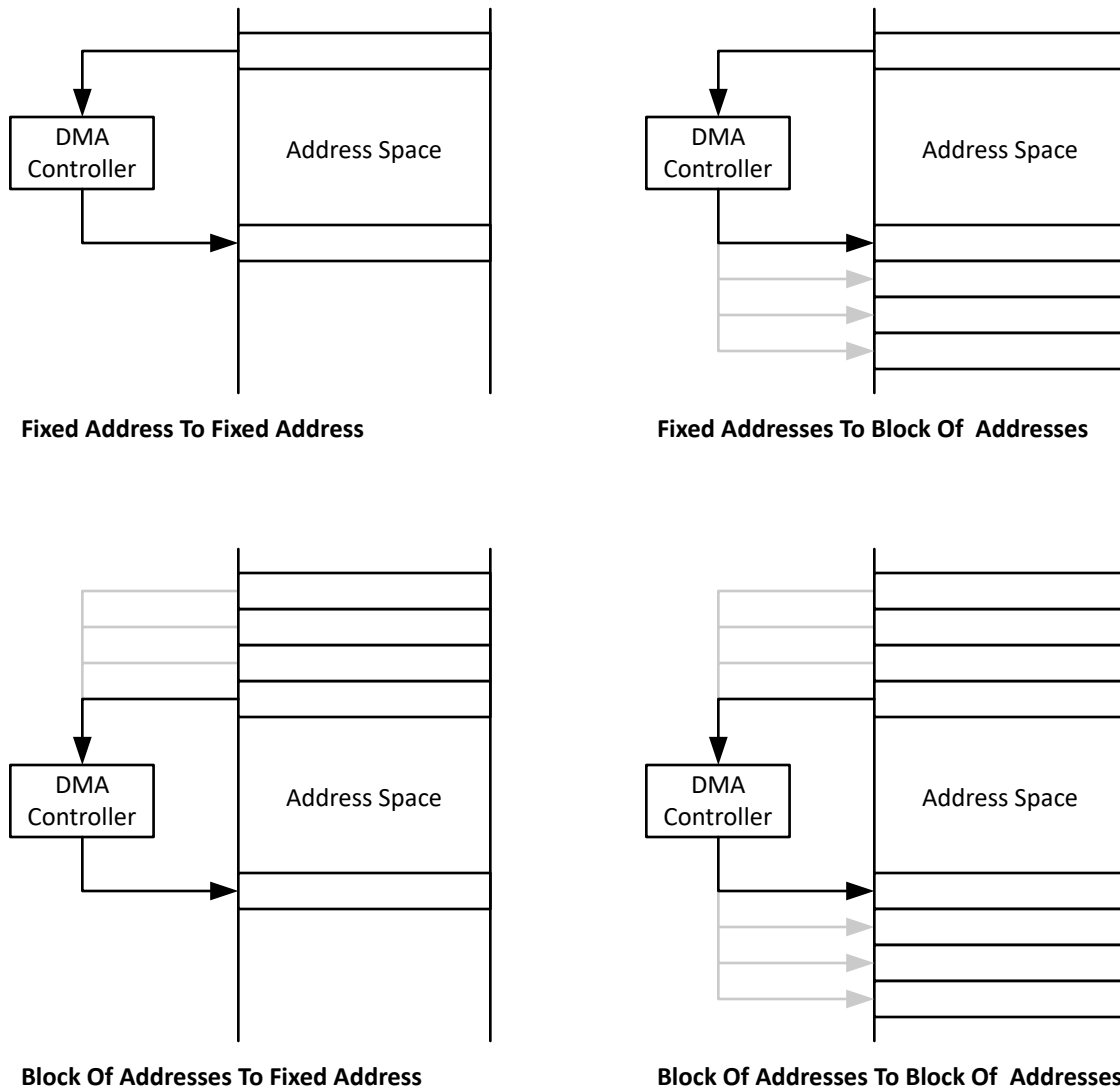 DMA
Controller
Address Space
Fixed Address To Fixed Address
DMA
Controller
Address Space
Fixed Addresses To Block Of  Addresses
DMA
Controller
Address Space
Block Of Addresses To Fixed Address
DMA
Controller
Address Space
Block Of Addresses To Block Of  Addresses